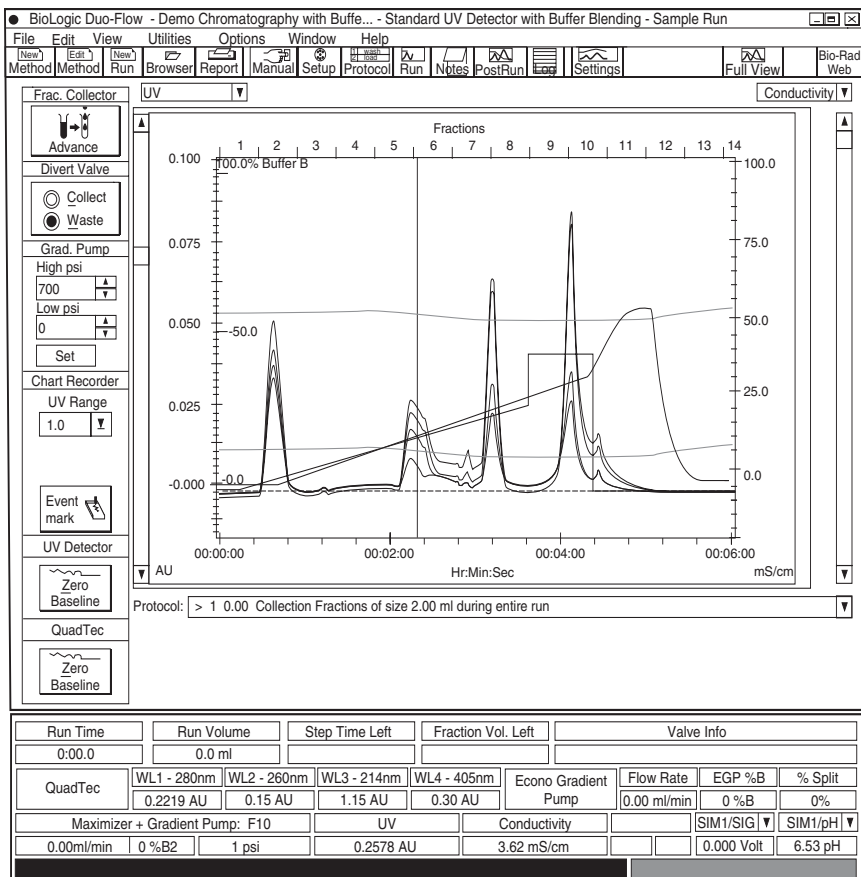 BioLogic Duo-Flow - Demo Chromatography with Buffe... - Standard UV Detector with Buffer Blending - Sample Run
File Edit View Utilities Options Window Help
New Method
Edit Method
New Run
Browser
Report
Manual
Setup
1 wash 2 load Protocol
Run
Notes
PostRun
Log
Settings
Full View
Bio-Rad Web
Frac. Collector
Advance
Divert Valve
Collect
Waste
Grad. Pump
High psi
700
Low psi
0
Set
Chart Recorder
UV Range
1.0
Event mark
UV Detector
Zero
Baseline
QuadTec
Zero
Baseline
UV
Conductivity
Fractions
1 2 3 4 5 6 7 8 9 10 11 12 13 14
100.0% Buffer B
0.100
0.075
0.050
0.025
-0.000
-50.0
-0.0
100.0
75.0
50.0
25.0
0.0
00:00:00 00:02:00 00:04:00 00:06:00
AU Hr:Min:Sec mS/cm
Protocol: > 1 0.00 Collection Fractions of size 2.00 ml during entire run
Run Time Run Volume Step Time Left Fraction Vol. Left Valve Info
0:00.0 0.0 ml
QuadTec WL1 - 280nm WL2 - 260nm WL3 - 214nm WL4 - 405nm Econo Gradient Pump Flow Rate EGP %B % Split
0.2219 AU 0.15 AU 1.15 AU 0.30 AU 0.00 ml/min 0 %B 0%
Maximizer + Gradient Pump: F10 UV Conductivity SIM1/SIG SIM1/pH
0.00ml/min 0 %B2 1 psi 0.2578 AU 3.62 mS/cm 0.000 Volt 6.53 pH